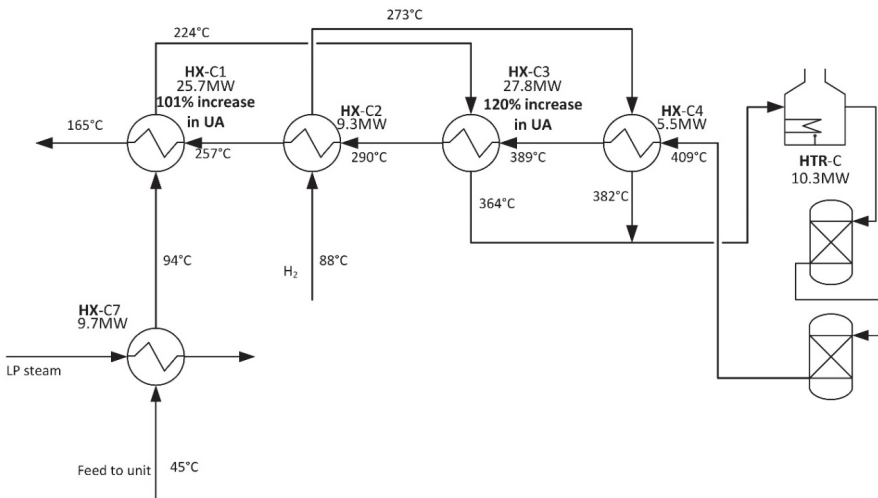 273°C
224°C
HX-C1
25.7MW
101% increase
in UA
HX-C2
9.3MW
HX-C3
27.8MW
120% increase
in UA
HX-C4
5.5MW
165°C
257°C
290°C
389°C
409°C
HTR-C
10.3MW
364°C
382°C
94°C
H₂
88°C
HX-C7
9.7MW
LP steam
Feed to unit
45°C